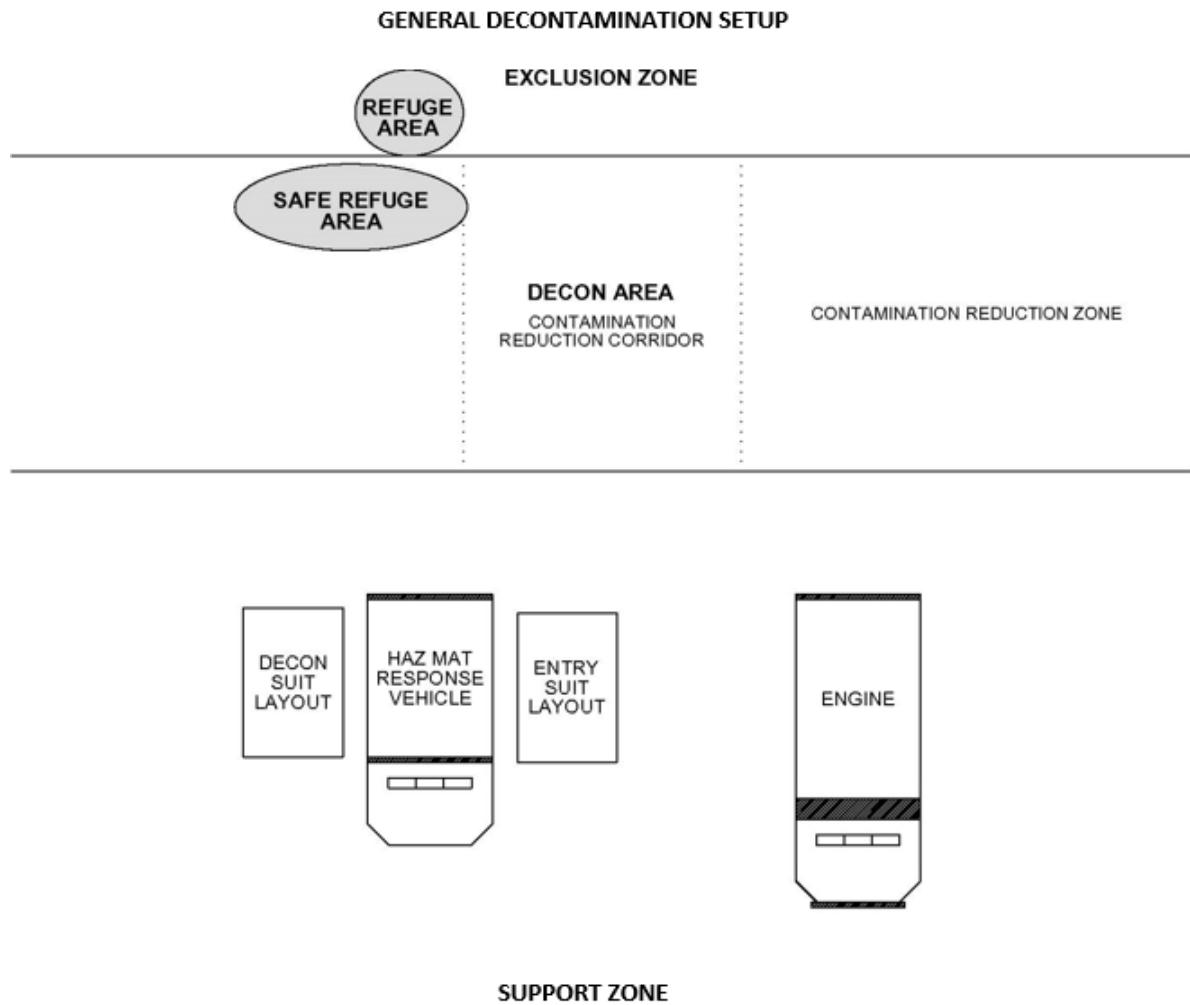 GENERAL DECONTAMINATION SETUP
EXCLUSION ZONE
REFUGE
AREA
SAFE REFUGE
AREA
DECON AREA
CONTAMINATION
REDUCTION CORRIDOR
CONTAMINATION REDUCTION ZONE
DECON
SUIT
LAYOUT
HAZ MAT
RESPONSE
VEHICLE
ENTRY
SUIT
LAYOUT
ENGINE
SUPPORT ZONE